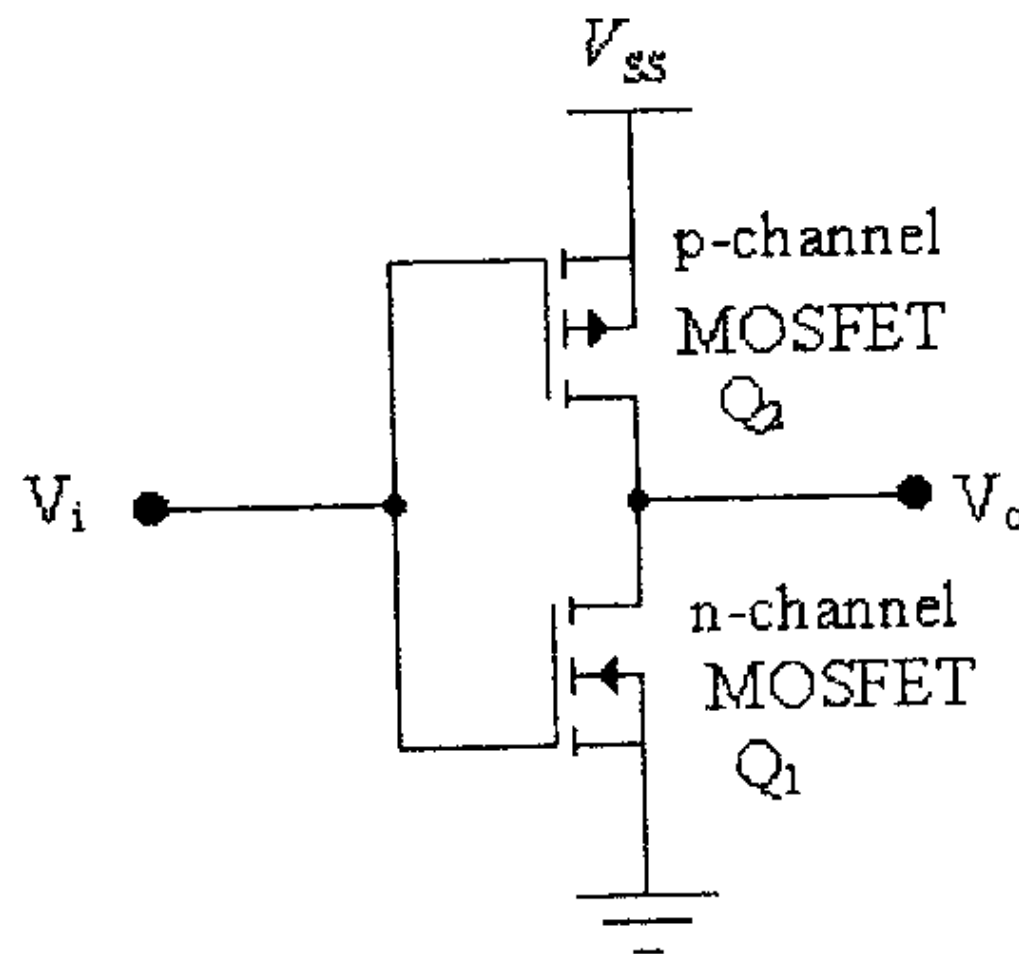 V_SS
p-channel
MOSFET
Q2
V_i
V_o
n-channel
MOSFET
Q1